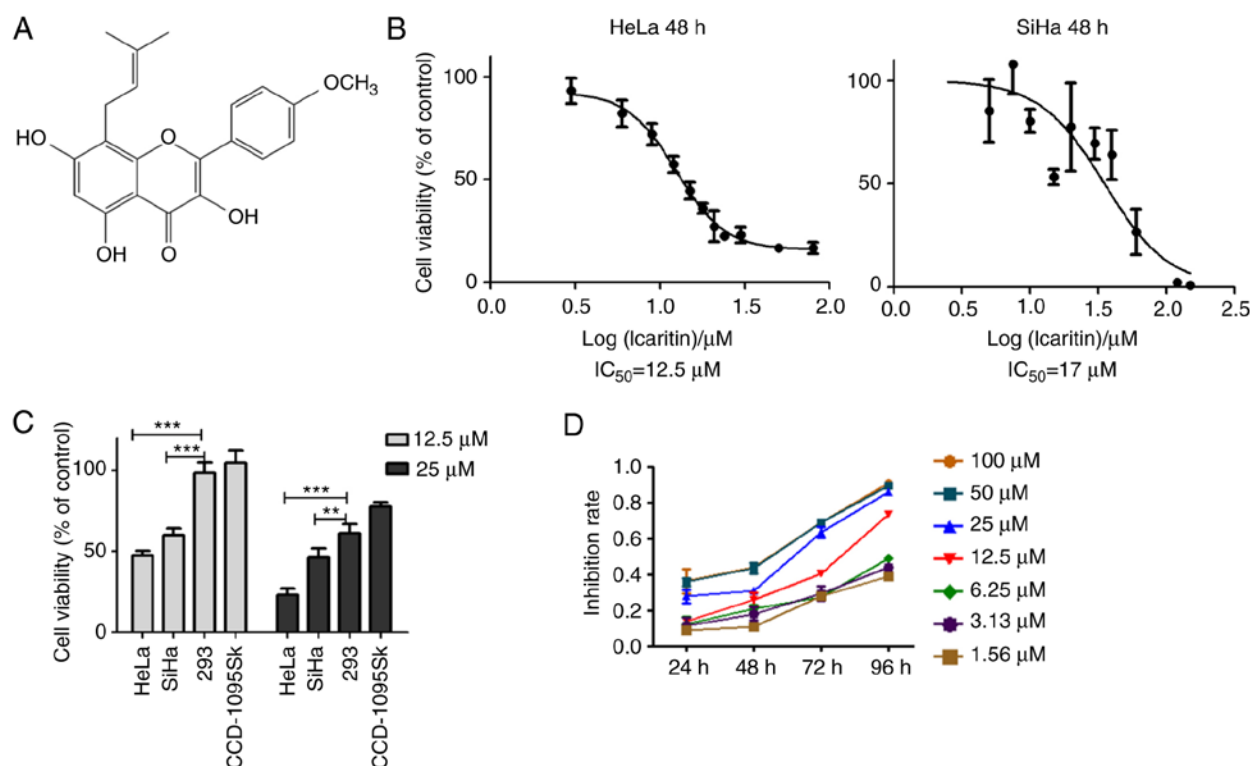 A
OCH₃
HO
O
OH
OH
O
B
HeLa 48 h
Cell viability (% of control)
100
50
0
0.0 0.5 1.0 1.5 2.0
Log (Icaritin)/μM
IC₅₀=12.5 μM
SiHa 48 h
100
50
0
0.0 0.5 1.0 1.5 2.0 2.5
Log (Icaritin)/μM
IC₅₀=17 μM
C
Cell viability (% of control)
100
50
0
*** 
***
***
**
12.5 μM
25 μM
HeLa
SiHa
293
CCD-1095Sk
HeLa
SiHa
293
CCD-1095Sk
D
Inhibition rate
1.0
0.8
0.6
0.4
0.2
0.0
24 h 48 h 72 h 96 h
100 μM
50 μM
25 μM
12.5 μM
6.25 μM
3.13 μM
1.56 μM